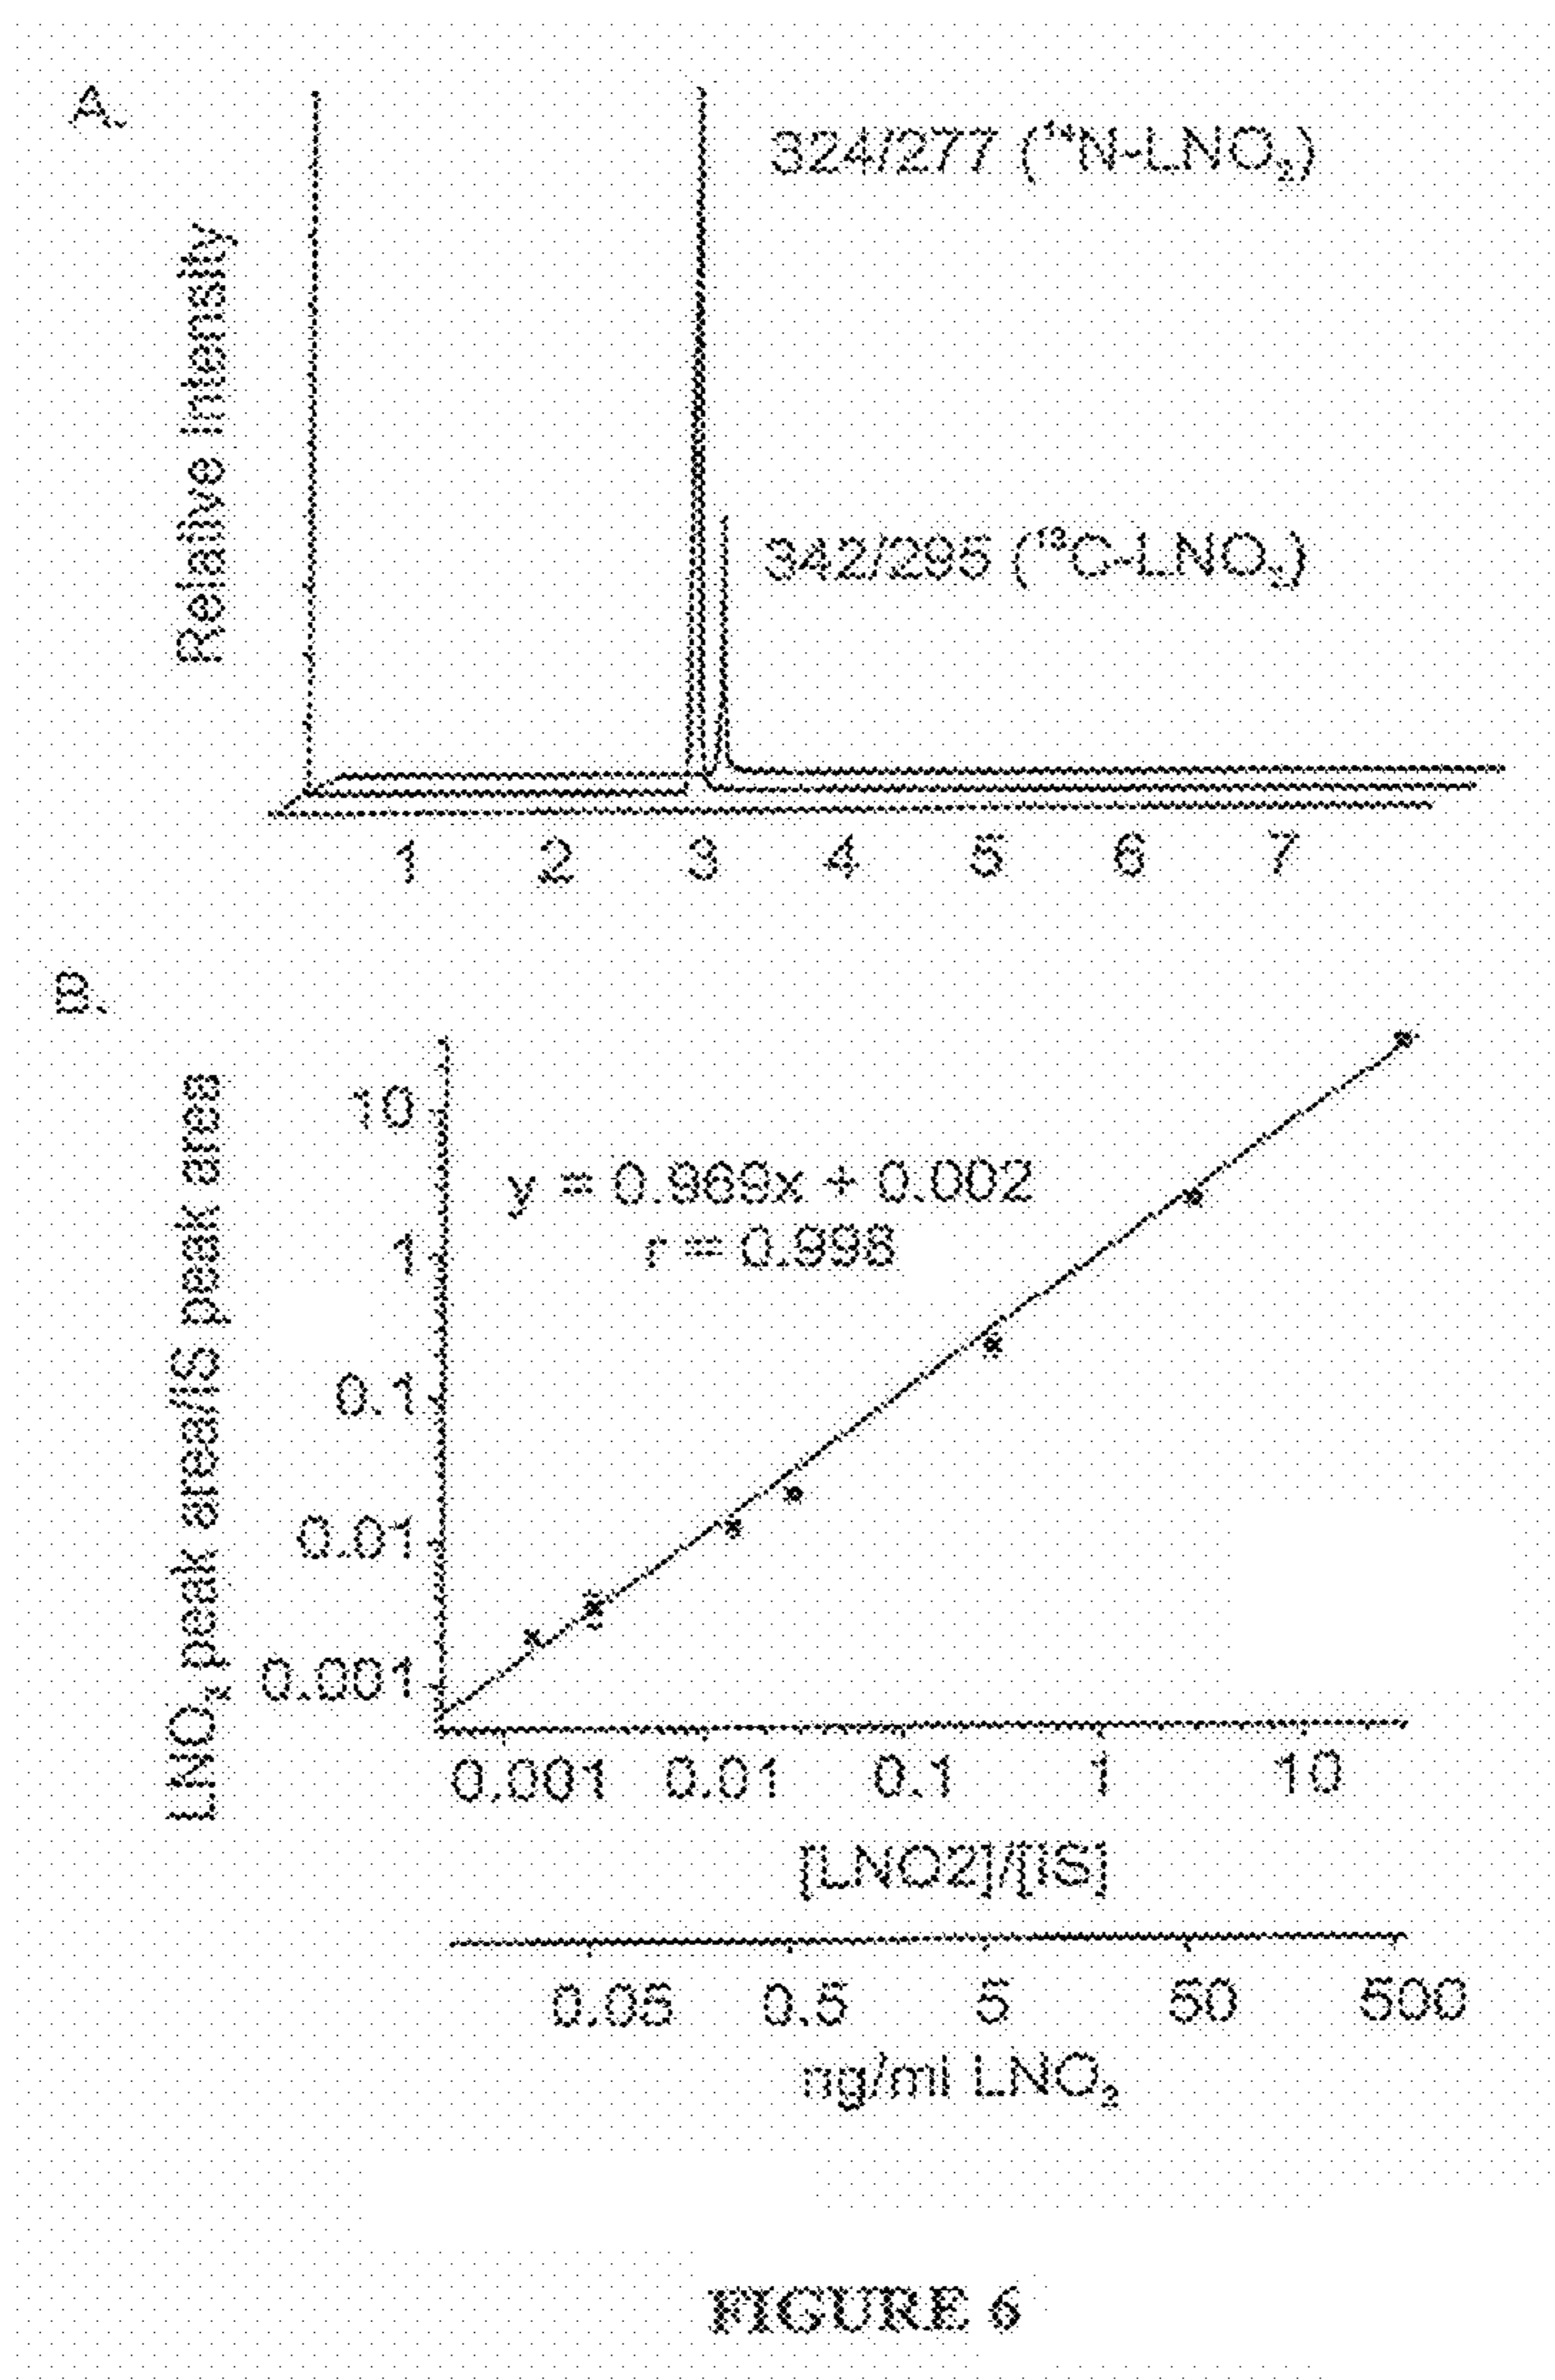 A.
Relative Intensity
324/277 (¹⁴N-LNO₂)
342/295 (¹³C-LNO₂)
1 2 3 4 5 6 7
B.
LNOₓ peak area/IS peak area
10
1
0.1
0.01
0.001
y = 0.969x + 0.002
r = 0.998
0.001 0.01 0.1 1 10
[LNO2]/[IS]
0.05 0.5 5 50 500
ng/ml LNO₂
FIGURE 6